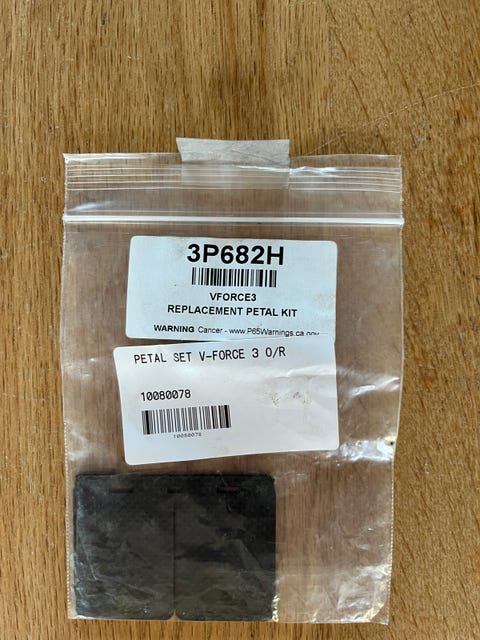 3P682H
VFORCE3
REPLACEMENT PETAL KIT
WARNING Cancer - www.P65Warnings.ca.gov
PETAL SET V-FORCE 3 O/R
10080078
10080078